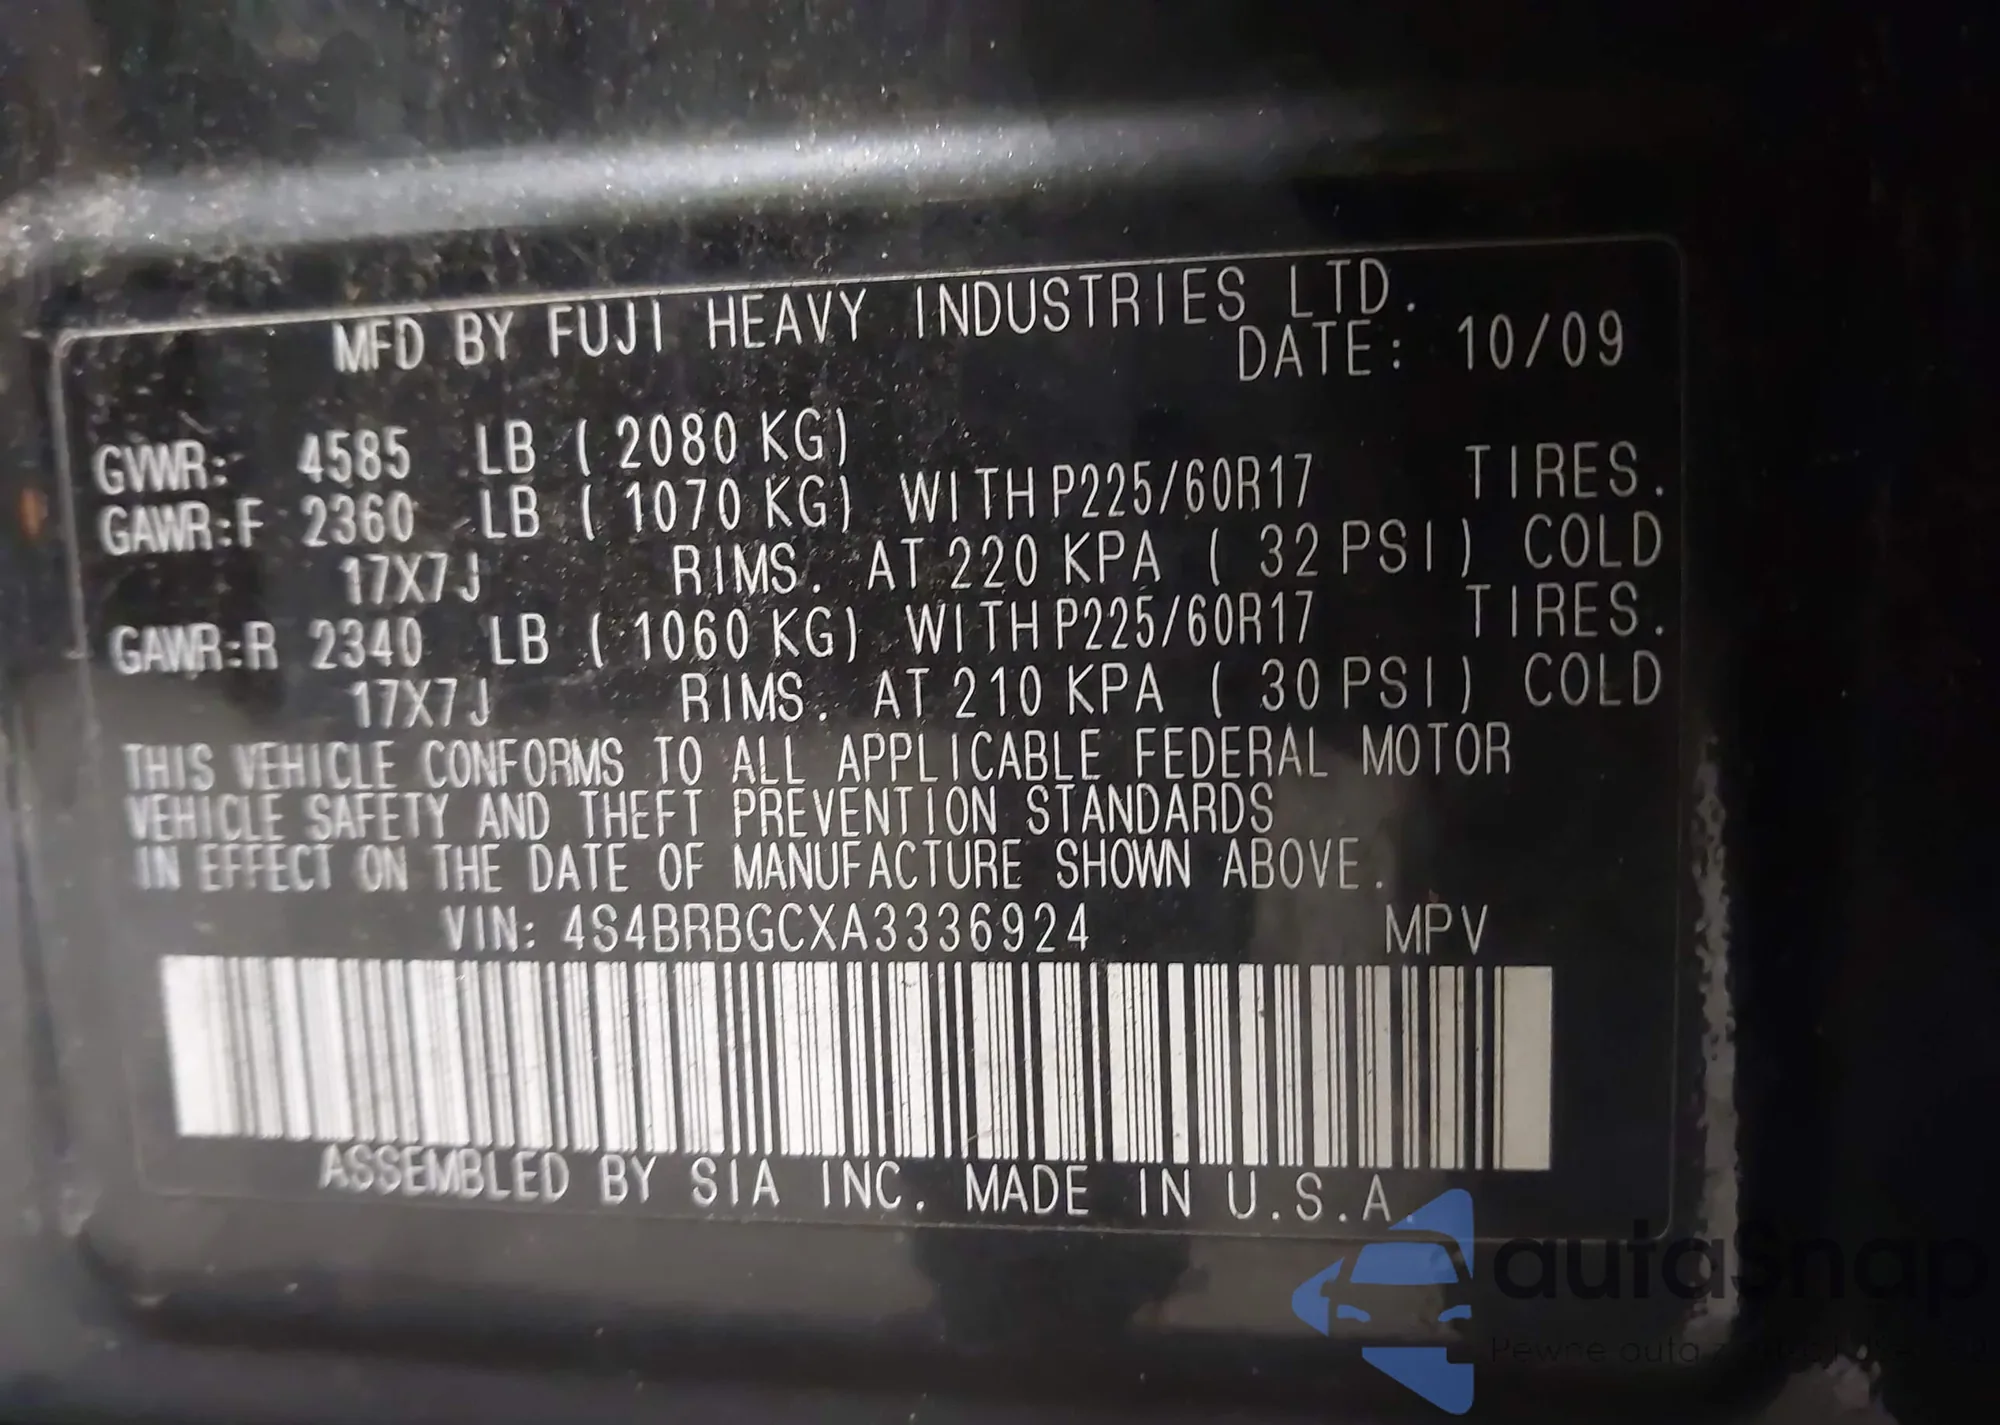 MFD BY FUJI HEAVY INDUSTRIES LTD.
DATE: 10/09
GVWR: 4585 LB ( 2080 KG)
GAWR:F 2360 LB ( 1070 KG) WITH P225/60R17 TIRES.
17X7J RIMS. AT 220 KPA ( 32 PSI) COLD
GAWR:R 2340 LB ( 1060 KG) WITH P225/60R17 TIRES.
17X7J RIMS. AT 210 KPA ( 30 PSI) COLD
THIS VEHICLE CONFORMS TO ALL APPLICABLE FEDERAL MOTOR
VEHICLE SAFETY AND THEFT PREVENTION STANDARDS
IN EFFECT ON THE DATE OF MANUFACTURE SHOWN ABOVE.
VIN: 4S4BRBGCXA3336924 MPV
ASSEMBLED BY SIA INC. MADE IN U.S.A.
autasnap
Pewne auta